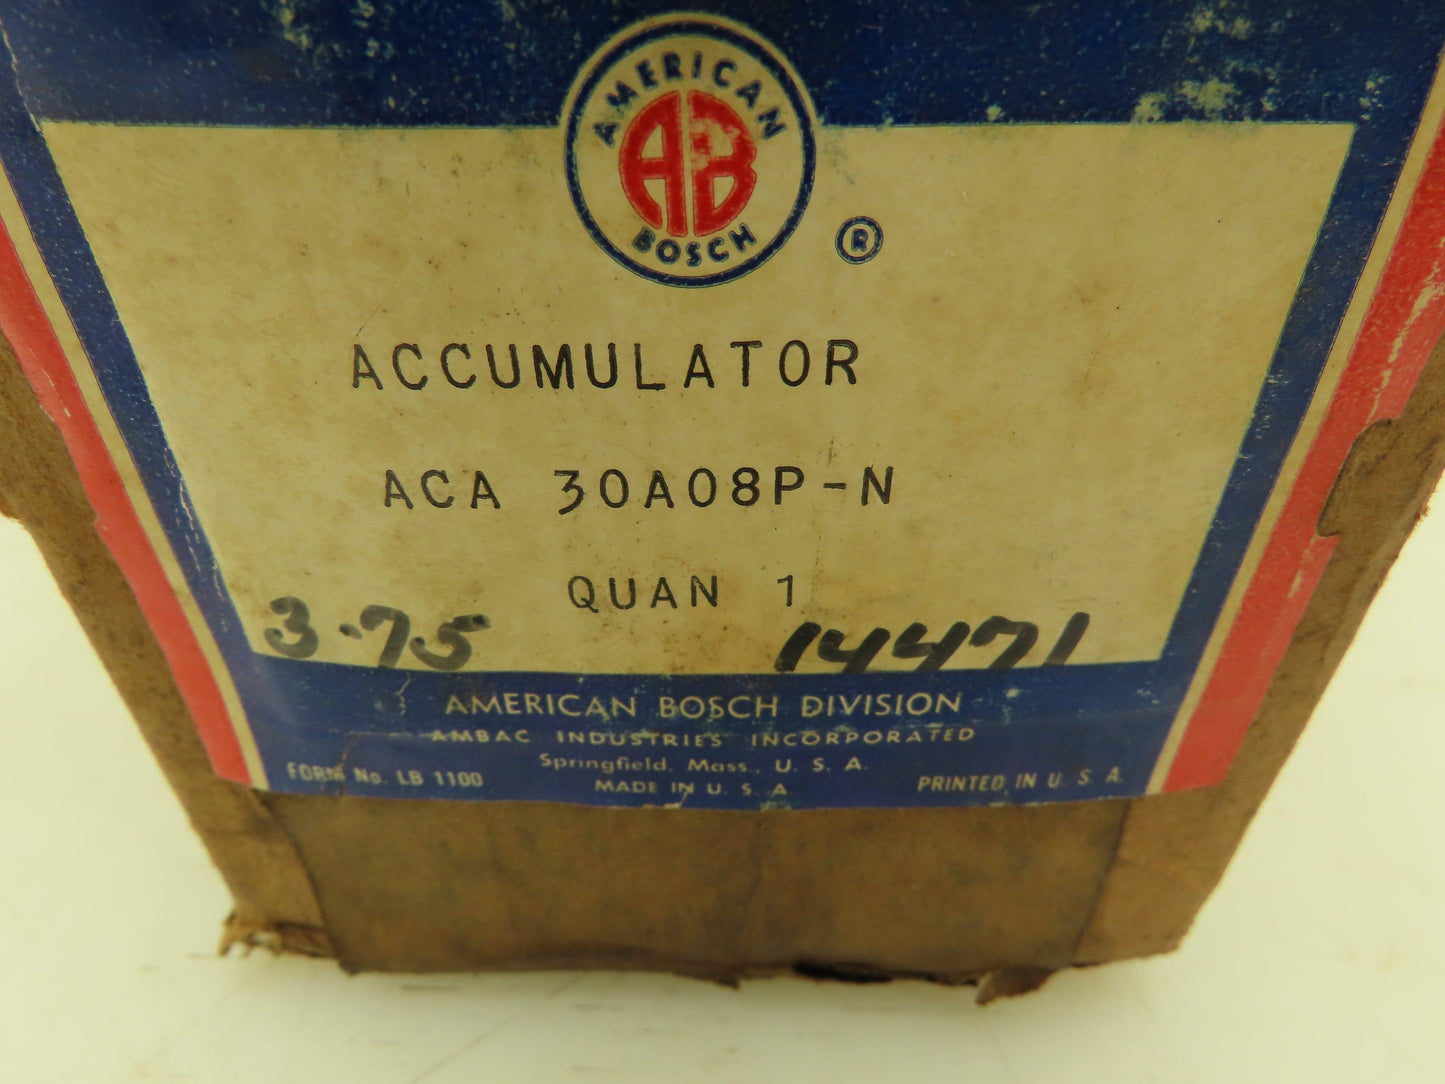 AMERICAN
AB
BOSCH
®
ACCUMULATOR
ACA 30A08P-N
QUAN 1
3-75 14471
AMERICAN BOSCH DIVISION
AMBAC INDUSTRIES INCORPORATED
Springfield, Mass., U. S. A.
FORM No. LB 1100 MADE IN U. S. A. PRINTED IN U. S. A.